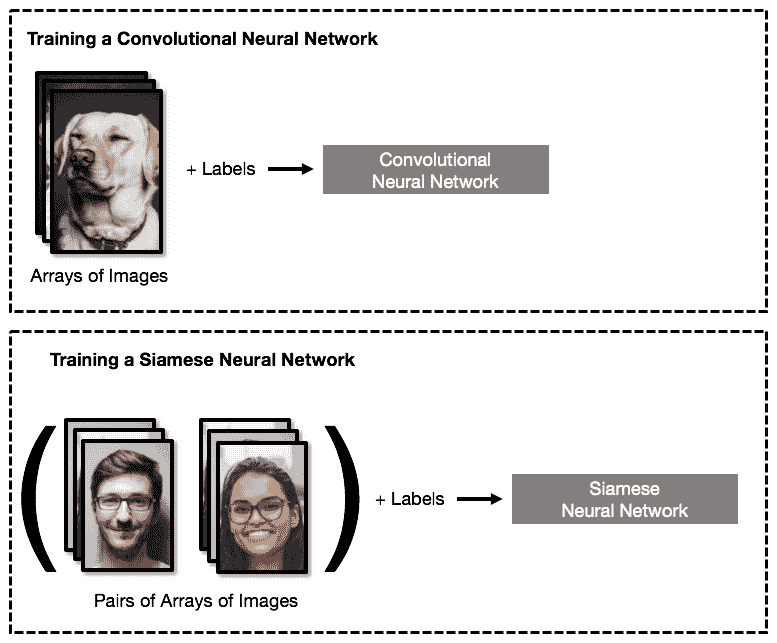 Training a Convolutional Neural Network
+ Labels
Convolutional
Neural Network
Arrays of Images
Training a Siamese Neural Network
(
)
+ Labels
Siamese
Neural Network
Pairs of Arrays of Images